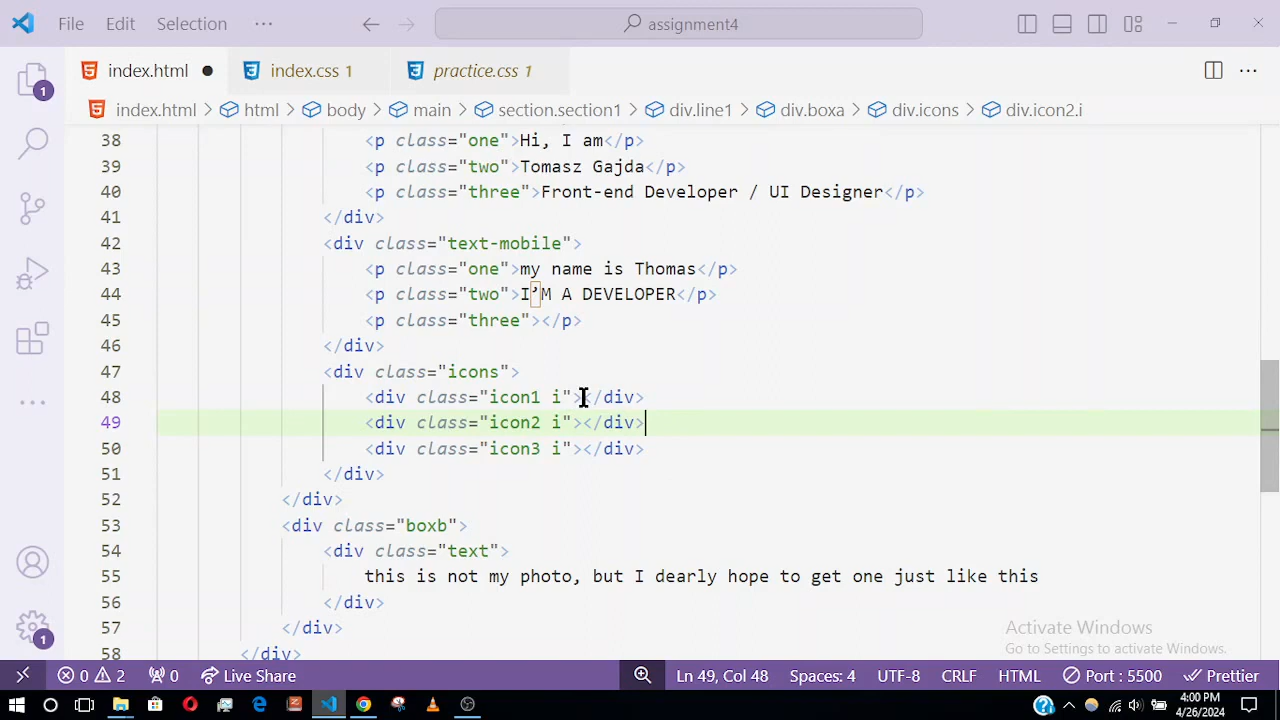 File Edit Selection ··· assignment4
index.html ● index.css 1 practice.css 1 ···
index.html > html > body > main > section.section1 > div.line1 > div.boxa > div.icons > div.icon2.i
38 <p class="one">Hi, I am</p>
39 <p class="two">Tomasz Gajda</p>
40 <p class="three">Front-end Developer / UI Designer</p>
41 </div>
42 <div class="text-mobile">
43 <p class="one">my name is Thomas</p>
44 <p class="two">I’M A DEVELOPER</p>
45 <p class="three"></p>
46 </div>
47 <div class="icons">
48 <div class="icon1 i"></div>
49 <div class="icon2 i"></div>
50 <div class="icon3 i"></div>
51 </div>
52 </div>
53 <div class="boxb">
54 <div class="text">
55 this is not my photo, but I dearly hope to get one just like this
56 </div>
57 </div>
58 </div>
1
1
Activate Windows
Go to Settings to activate Windows.
0 2 0 Live Share Ln 49, Col 48 Spaces: 4 UTF-8 CRLF HTML Port : 5500 Prettier
4:00 PM
4/26/2024